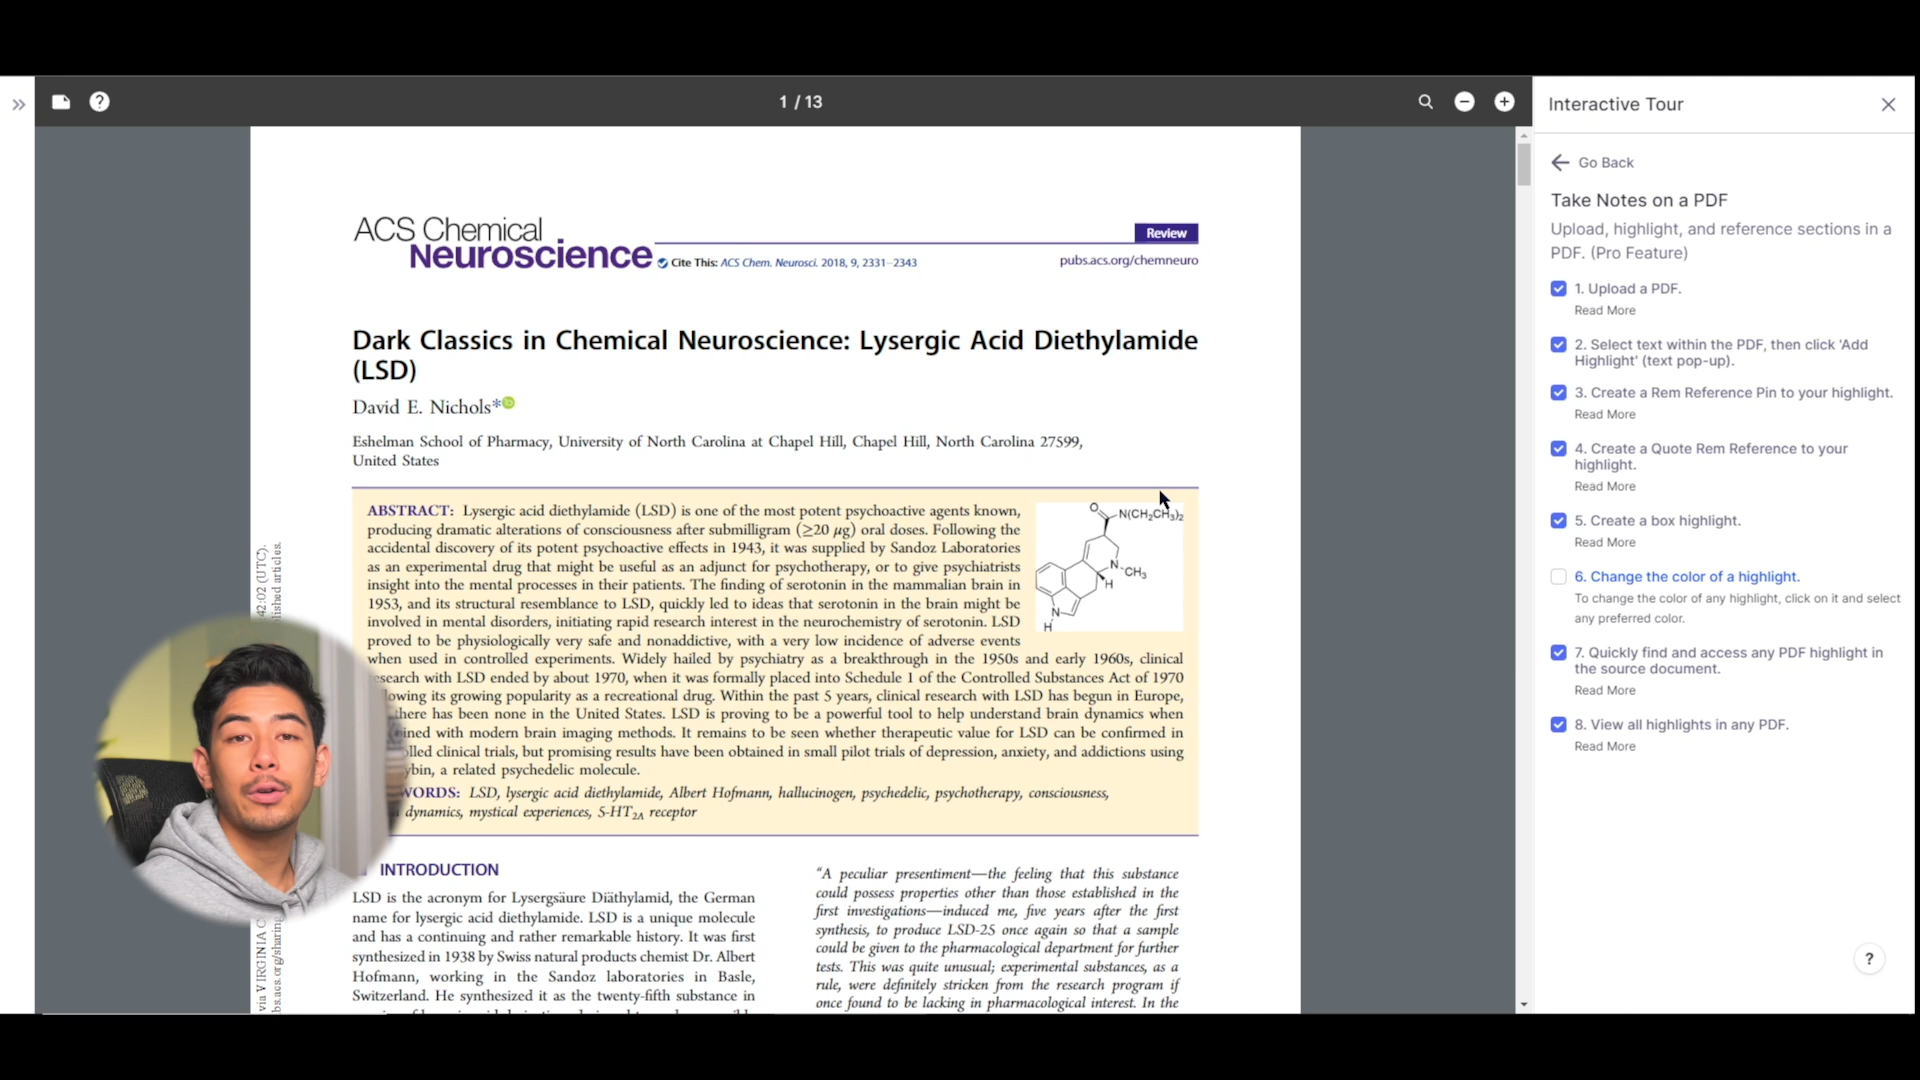 1 / 13
Interactive Tour
Go Back
Take Notes on a PDF
Upload, highlight, and reference sections in a
PDF. (Pro Feature)
1. Upload a PDF.
Read More
2. Select text within the PDF, then click 'Add
Highlight' (text pop-up).
3. Create a Rem Reference Pin to your highlight.
Read More
4. Create a Quote Rem Reference to your
highlight.
Read More
5. Create a box highlight.
Read More
6. Change the color of a highlight.
To change the color of any highlight, click on it and select
any preferred color.
7. Quickly find and access any PDF highlight in
the source document.
Read More
8. View all highlights in any PDF.
Read More
?
ACS Chemical
Neuroscience
Review
Cite This: ACS Chem. Neurosci. 2018, 9, 2331−2343
pubs.acs.org/chemneuro
Dark Classics in Chemical Neuroscience: Lysergic Acid Diethylamide
(LSD)
David E. Nichols*
Eshelman School of Pharmacy, University of North Carolina at Chapel Hill, Chapel Hill, North Carolina 27599,
United States
ABSTRACT: Lysergic acid diethylamide (LSD) is one of the most potent psychoactive agents known,
producing dramatic alterations of consciousness after submilligram (≥20 μg) oral doses. Following the
accidental discovery of its potent psychoactive effects in 1943, it was supplied by Sandoz Laboratories
as an experimental drug that might be useful as an adjunct for psychotherapy, or to give psychiatrists
insight into the mental processes in their patients. The finding of serotonin in the mammalian brain in
1953, and its structural resemblance to LSD, quickly led to ideas that serotonin in the brain might be
involved in mental disorders, initiating rapid research interest in the neurochemistry of serotonin. LSD
proved to be physiologically very safe and nonaddictive, with a very low incidence of adverse events
when used in controlled experiments. Widely hailed by psychiatry as a breakthrough in the 1950s and early 1960s, clinical
search with LSD ended by about 1970, when it was formally placed into Schedule 1 of the Controlled Substances Act of 1970
owing its growing popularity as a recreational drug. Within the past 5 years, clinical research with LSD has begun in Europe,
there has been none in the United States. LSD is proving to be a powerful tool to help understand brain dynamics when
ined with modern brain imaging methods. It remains to be seen whether therapeutic value for LSD can be confirmed in
lled clinical trials, but promising results have been obtained in small pilot trials of depression, anxiety, and addictions using
ybin, a related psychedelic molecule.
WORDS: LSD, lysergic acid diethylamide, Albert Hofmann, hallucinogen, psychedelic, psychotherapy, consciousness,
dynamics, mystical experiences, 5-HT2A receptor
O
N(CH2CH3)2
N
CH3
H
N
H
INTRODUCTION
LSD is the acronym for Lysergsäure Diäthylamid, the German
name for lysergic acid diethylamide. LSD is a unique molecule
and has a continuing and rather remarkable history. It was first
synthesized in 1938 by Swiss natural products chemist Dr. Albert
Hofmann, working in the Sandoz laboratories in Basle,
Switzerland. He synthesized it as the twenty-fifth substance in
“A peculiar presentiment—the feeling that this substance
could possess properties other than those established in the
first investigations—induced me, five years after the first
synthesis, to produce LSD-25 once again so that a sample
could be given to the pharmacological department for further
tests. This was quite unusual; experimental substances, as a
rule, were definitely stricken from the research program if
once found to be lacking in pharmacological interest. In the
42:02 (UTC).
lished articles.
via VIRGINIA C
bs.acs.org/sharing